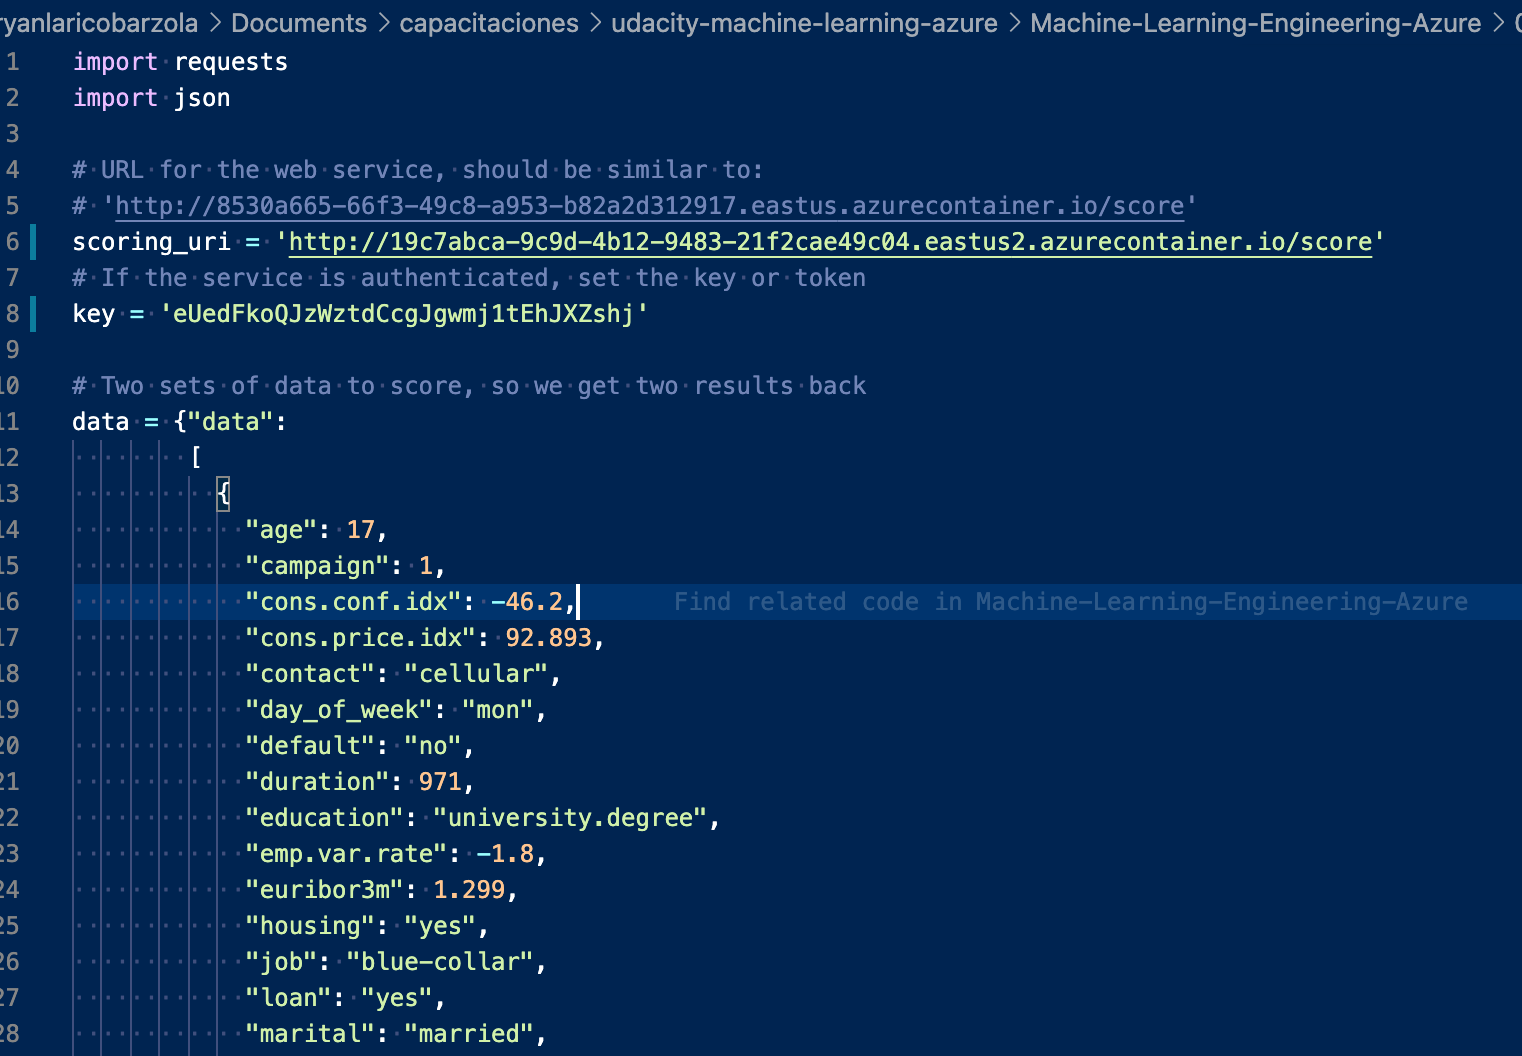 ryanlaricobarzola > Documents > capacitaciones > udacity-machine-learning-azure > Machine-Learning-Engineering-Azure > 0
1 import requests
2 import json
3
4 # URL for the web service, should be similar to:
5 # 'http://8530a665-66f3-49c8-a953-b82a2d312917.eastus.azurecontainer.io/score'
6 scoring_uri = 'http://19c7abca-9c9d-4b12-9483-21f2cae49c04.eastus2.azurecontainer.io/score'
7 # If the service is authenticated, set the key or token
8 key = 'eUedFkoQJzWztdCcgJgwmj1tEhJXZshj'
9
10 # Two sets of data to score, so we get two results back
11 data = {"data":
12 [
13 {
14 "age": 17,
15 "campaign": 1,
16 "cons.conf.idx": -46.2, Find related code in Machine-Learning-Engineering-Azure
17 "cons.price.idx": 92.893,
18 "contact": "cellular",
19 "day_of_week": "mon",
20 "default": "no",
21 "duration": 971,
22 "education": "university.degree",
23 "emp.var.rate": -1.8,
24 "euribor3m": 1.299,
25 "housing": "yes",
26 "job": "blue-collar",
27 "loan": "yes",
28 "marital": "married",